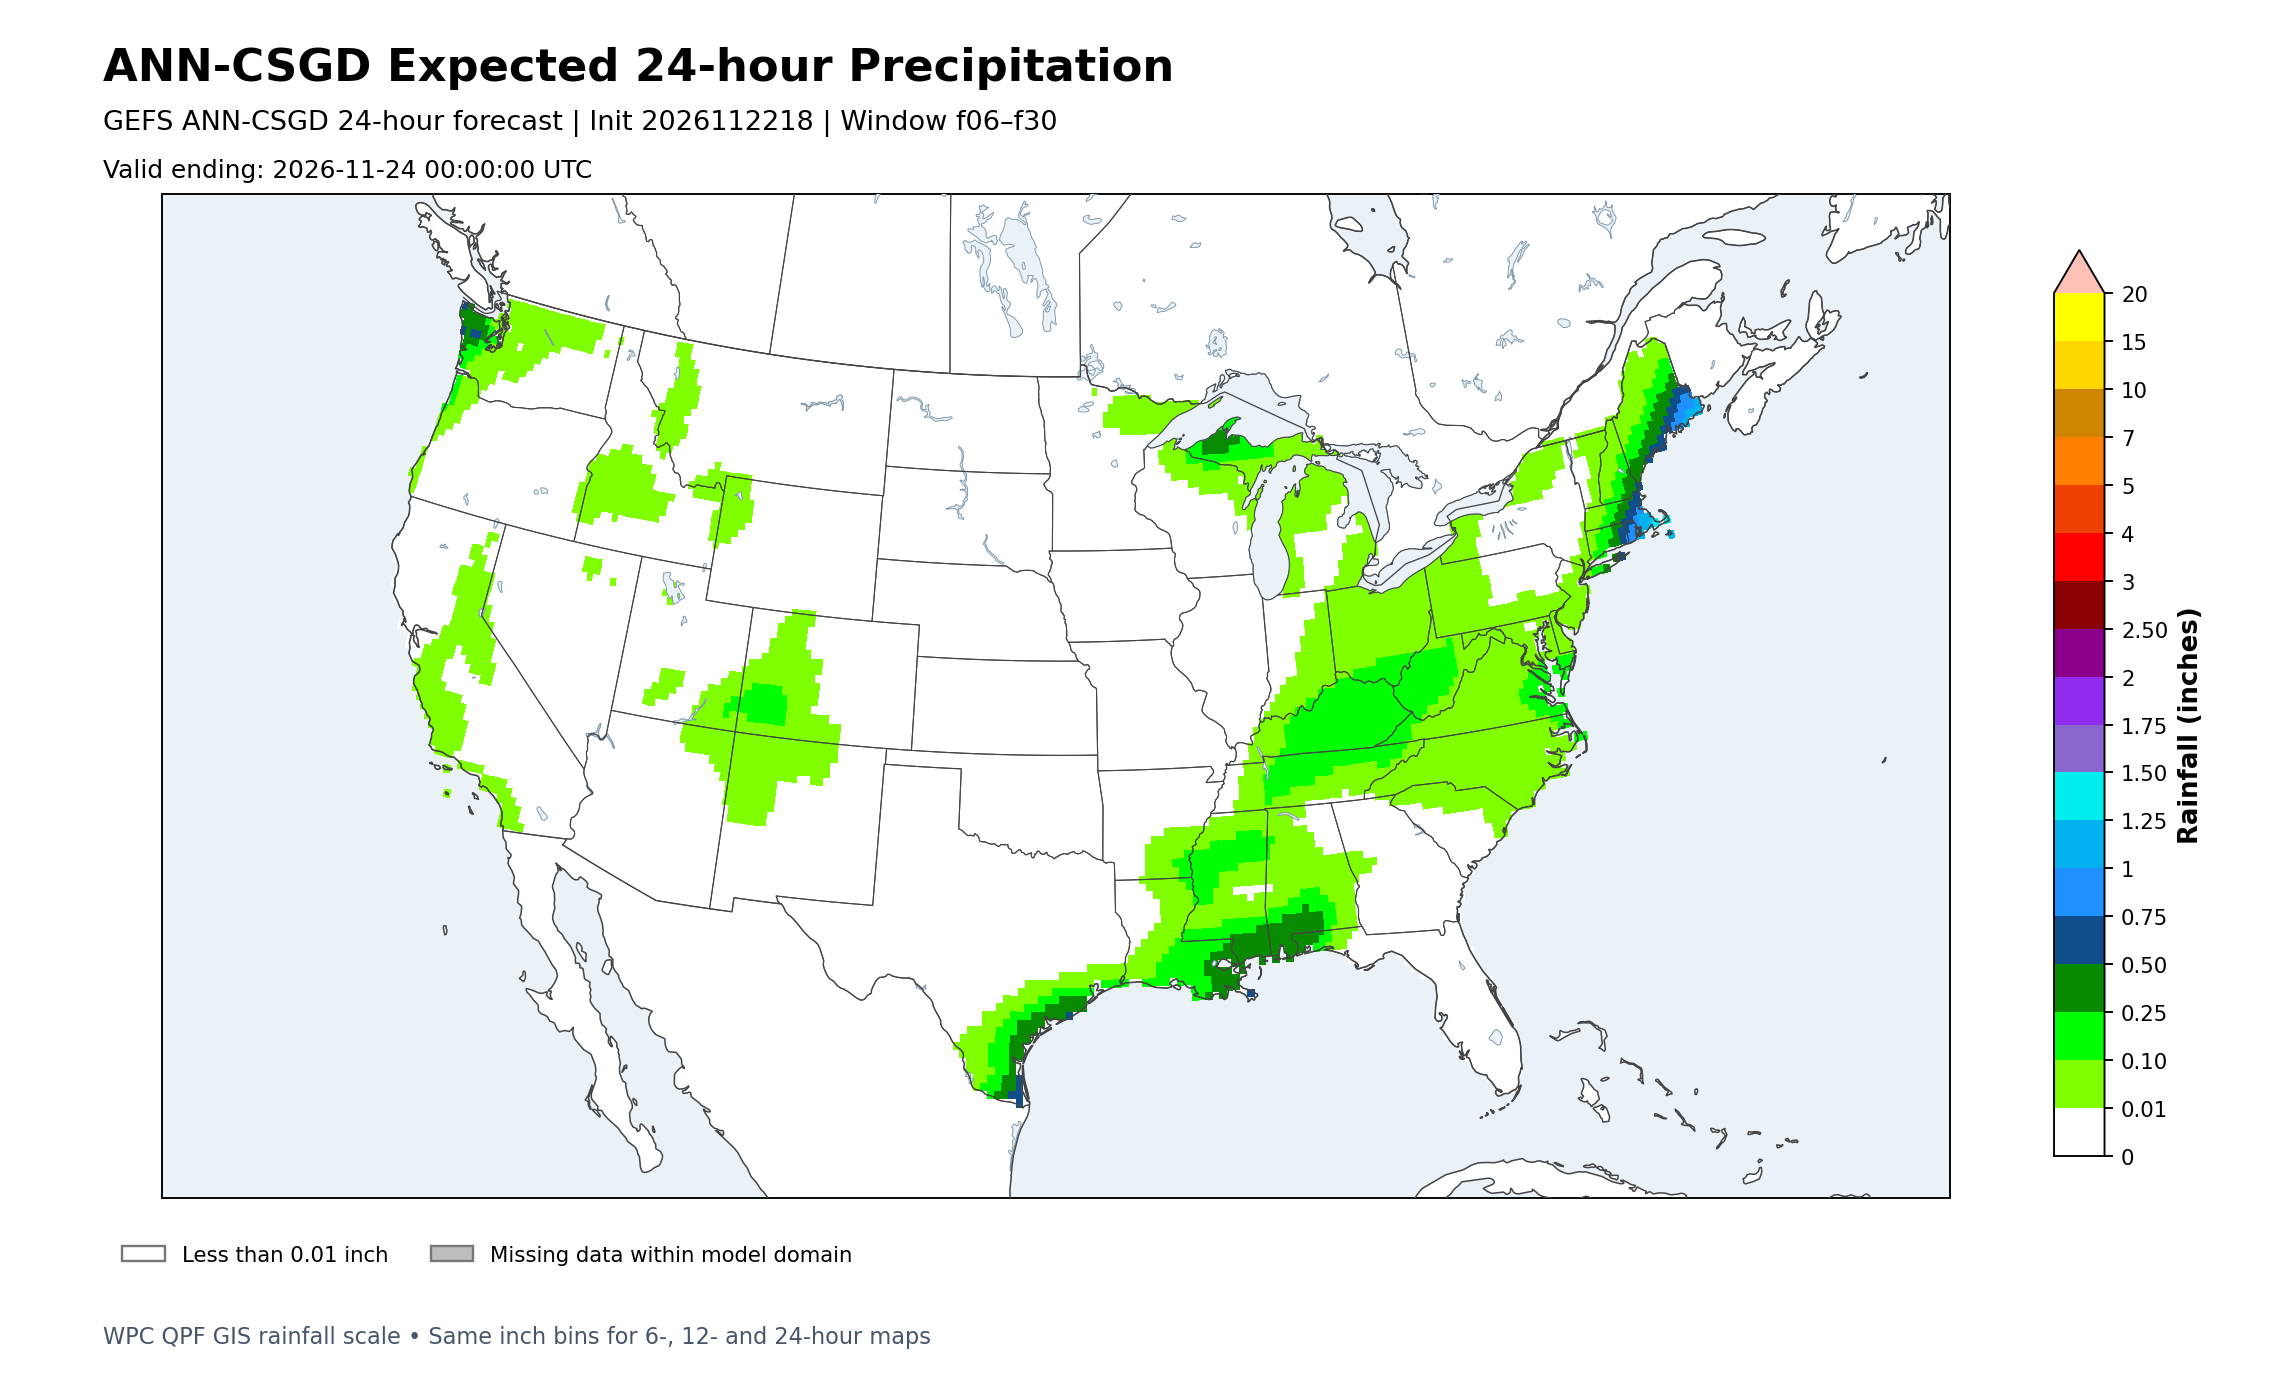 ANN-CSGD Expected 24-hour Precipitation
GEFS ANN-CSGD 24-hour forecast | Init 2026112218 | Window f06–f30
Valid ending: 2026-11-24 00:00:00 UTC
20
15
10
7
5
4
3
2.50
2
1.75
1.50
1.25
1
0.75
0.50
0.25
0.10
0.01
0
Rainfall (inches)
Less than 0.01 inch
Missing data within model domain
WPC QPF GIS rainfall scale • Same inch bins for 6-, 12- and 24-hour maps